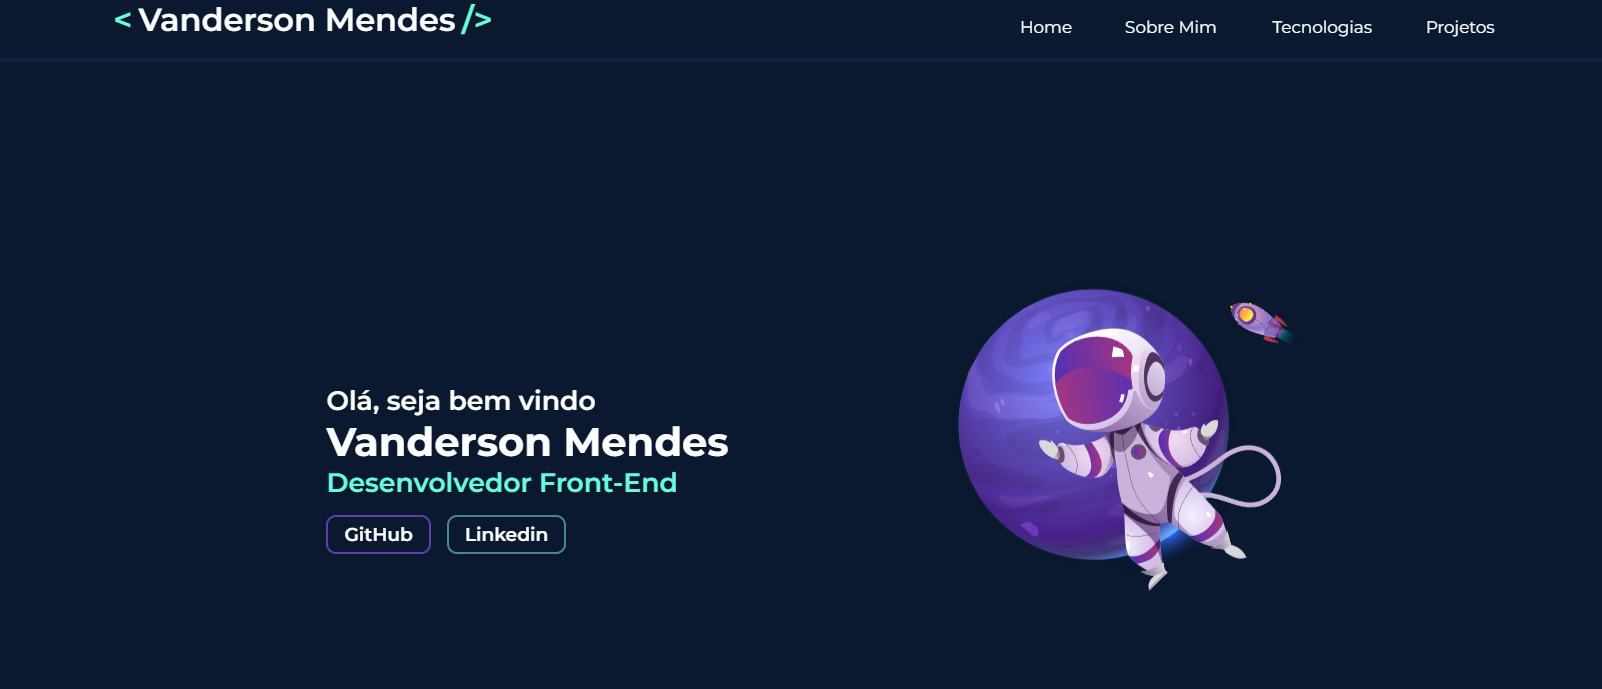 < Vanderson Mendes />
Home Sobre Mim Tecnologias Projetos
Olá, seja bem vindo
Vanderson Mendes
Desenvolvedor Front-End
GitHub Linkedin